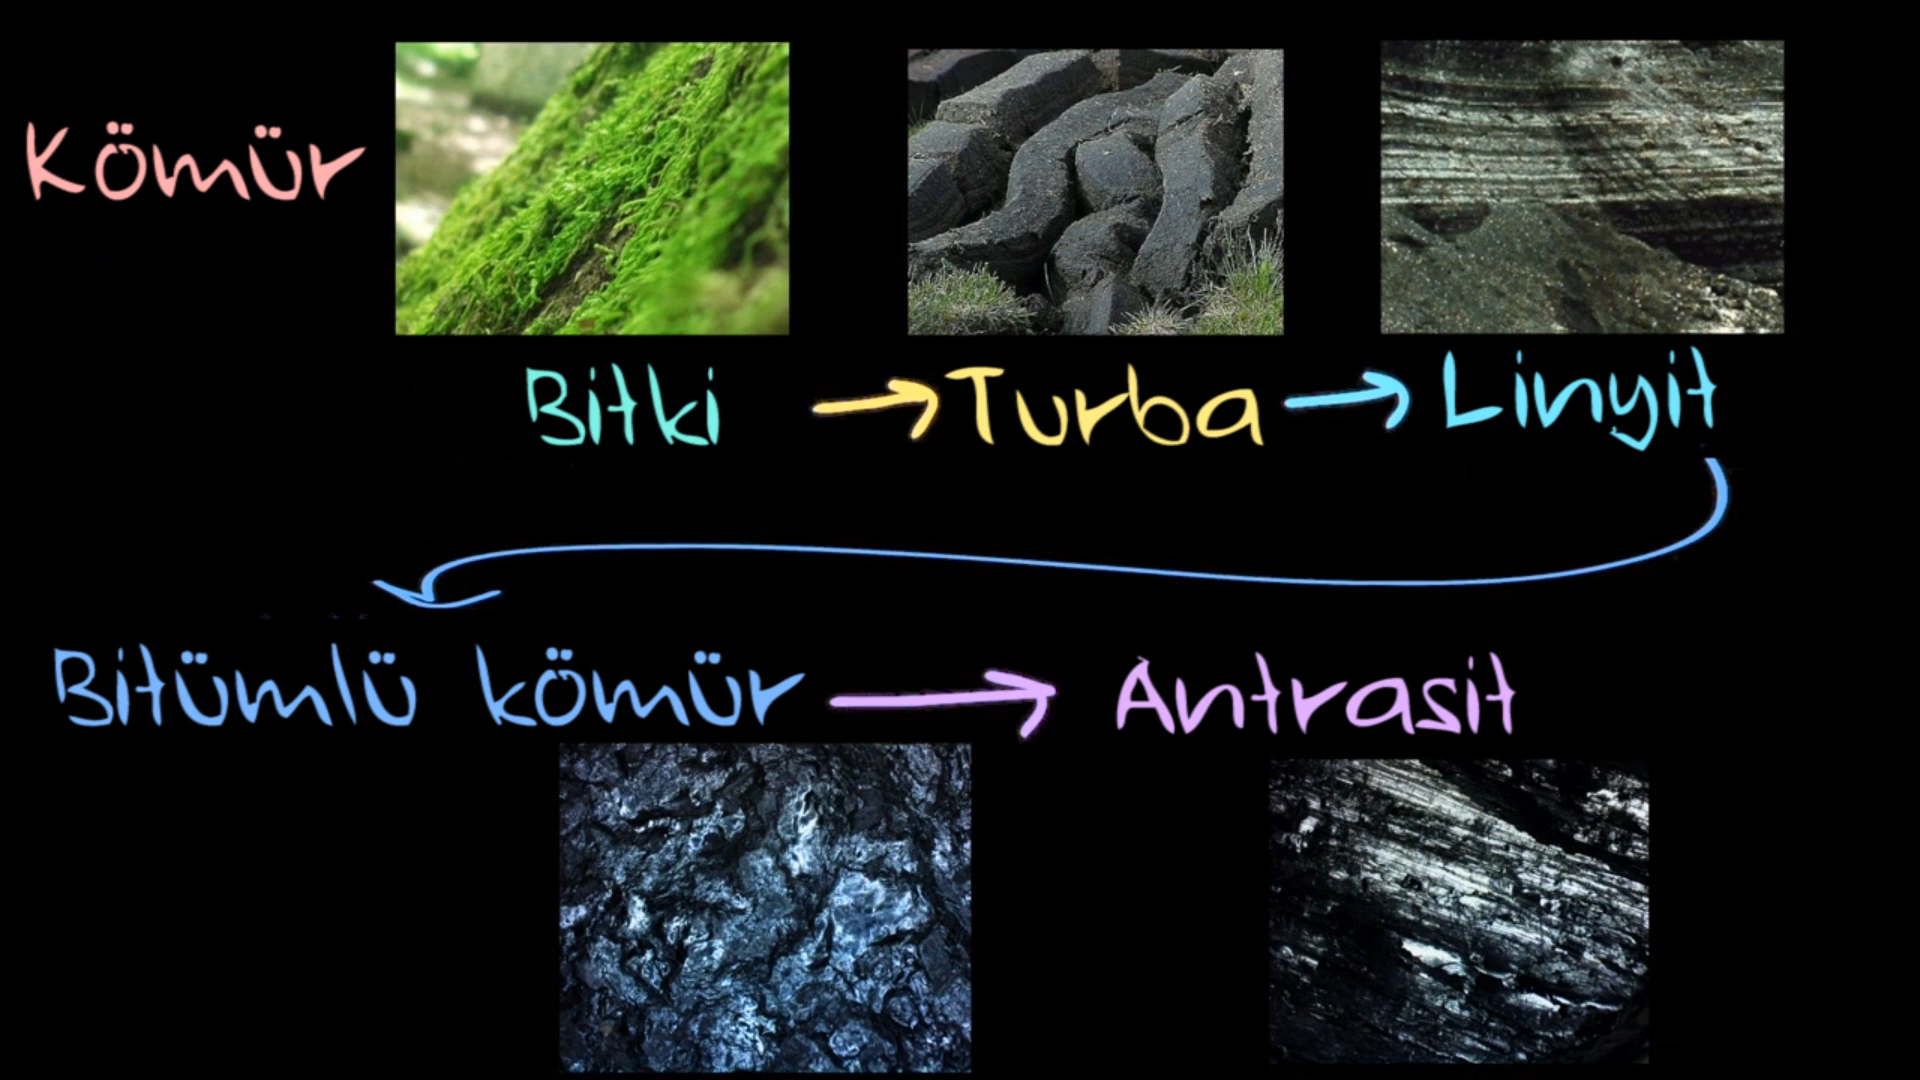 Kömür
Bitki → Turba → Linyit
Bitümlü kömür → Antrasit